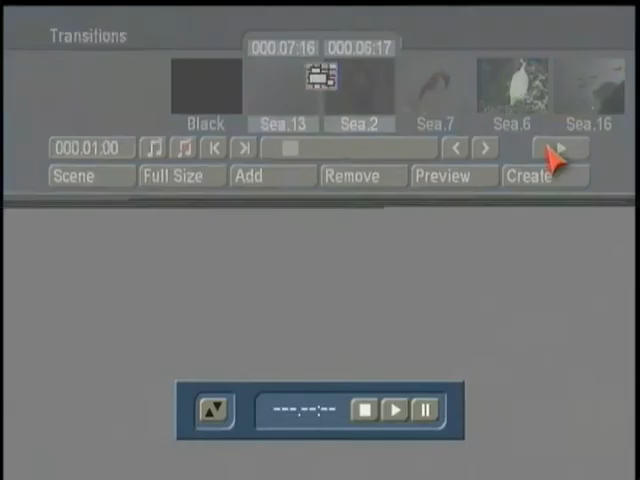 Transitions
000.07:16 000.06:17
Black Sea.13 Sea.2 Sea.7 Sea.6 Sea.16
000.01:00
Scene Full Size Add Remove Preview Create
---.--:--